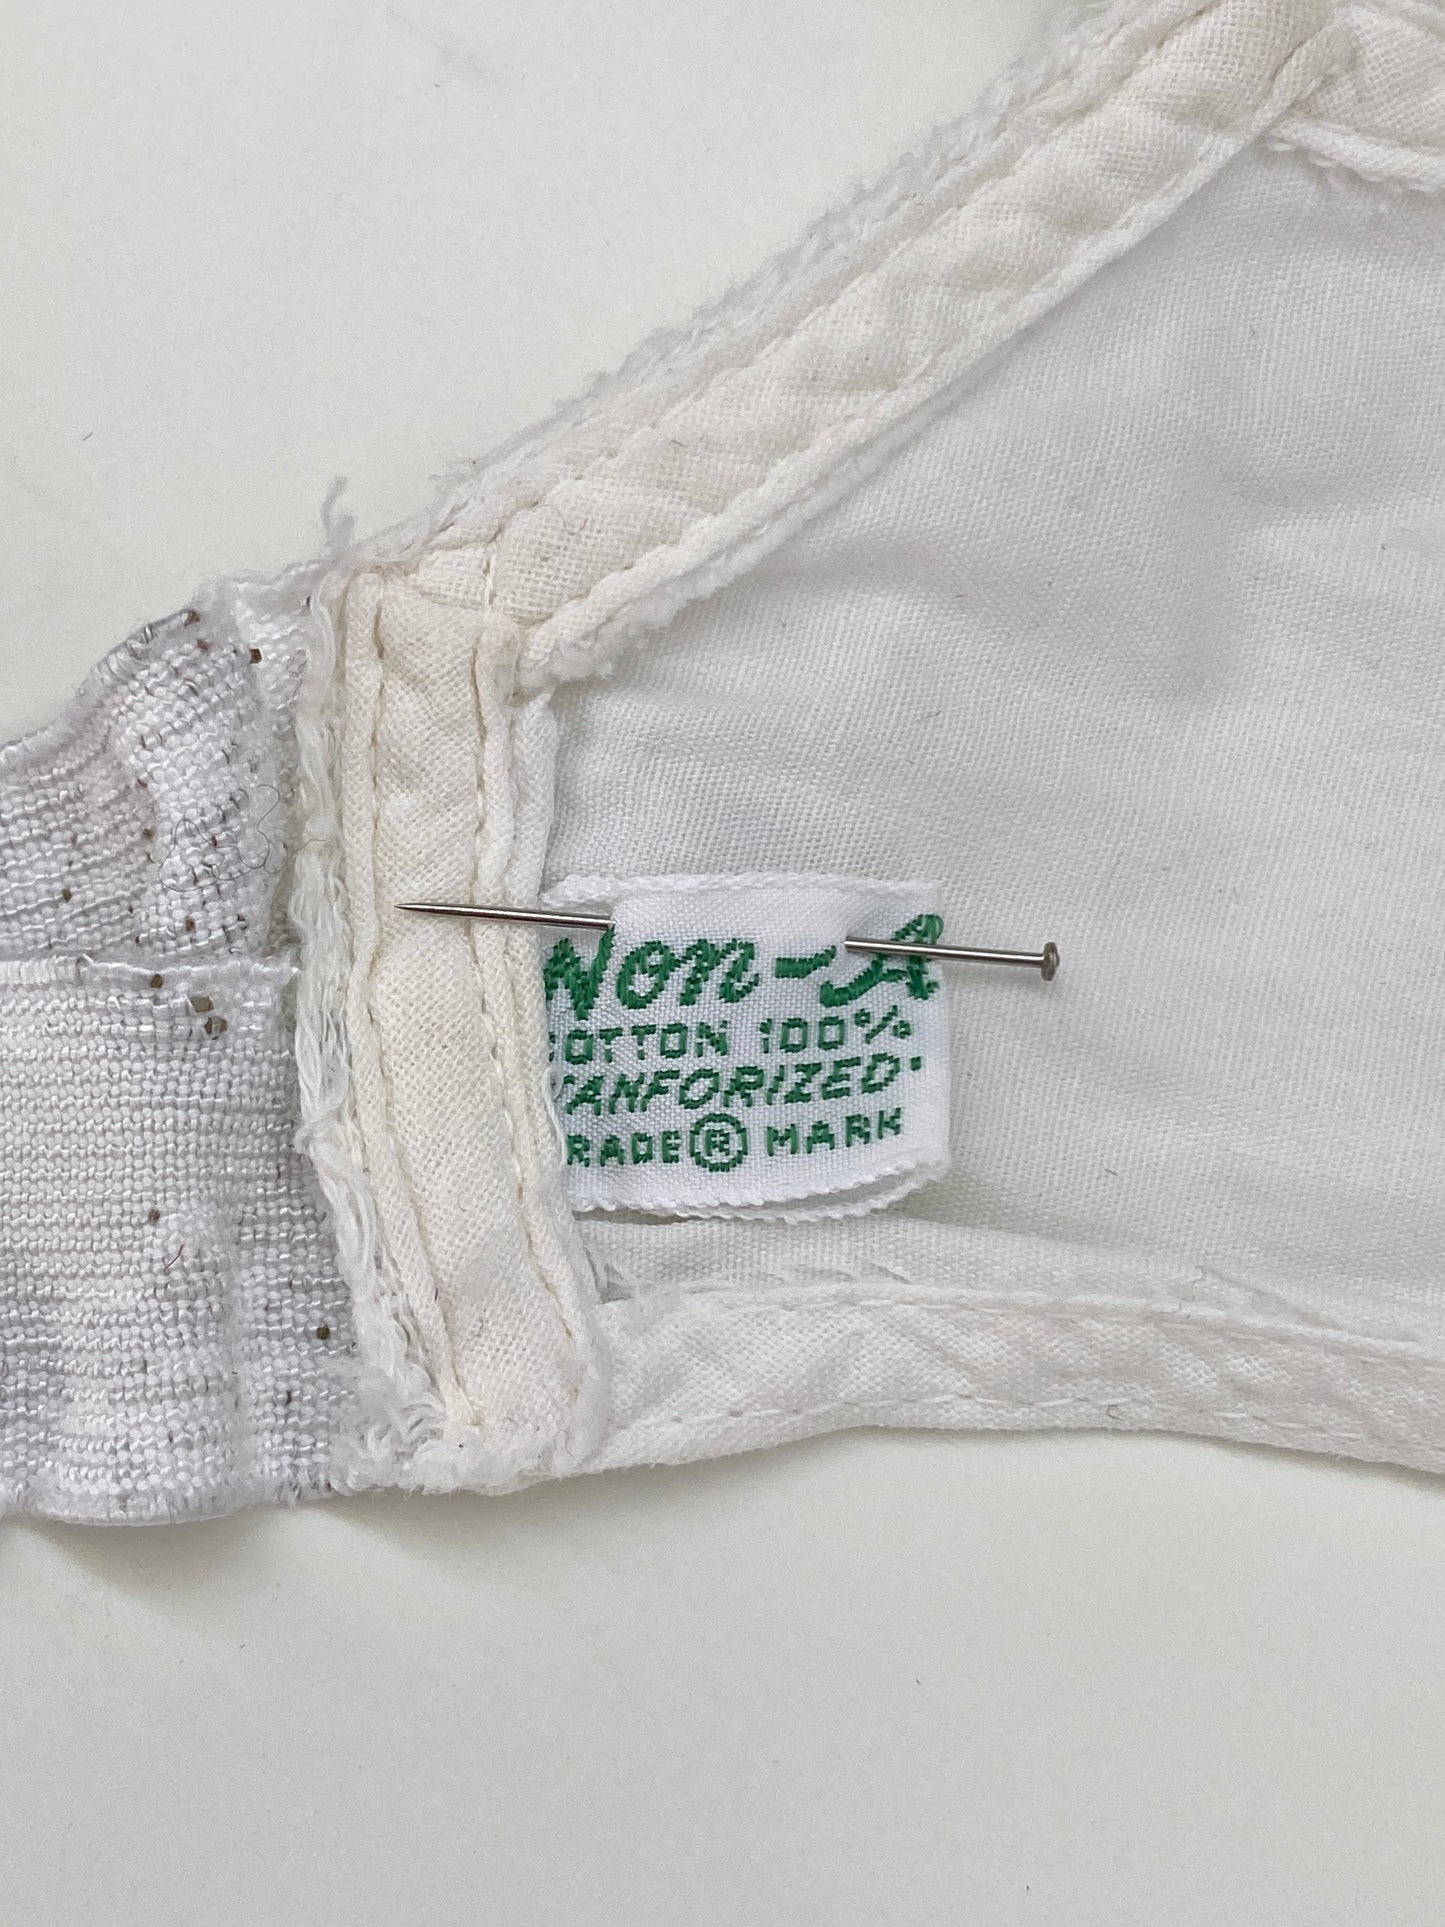 Non-A
COTTON 100%
SANFORIZED.
TRADE ® MARK